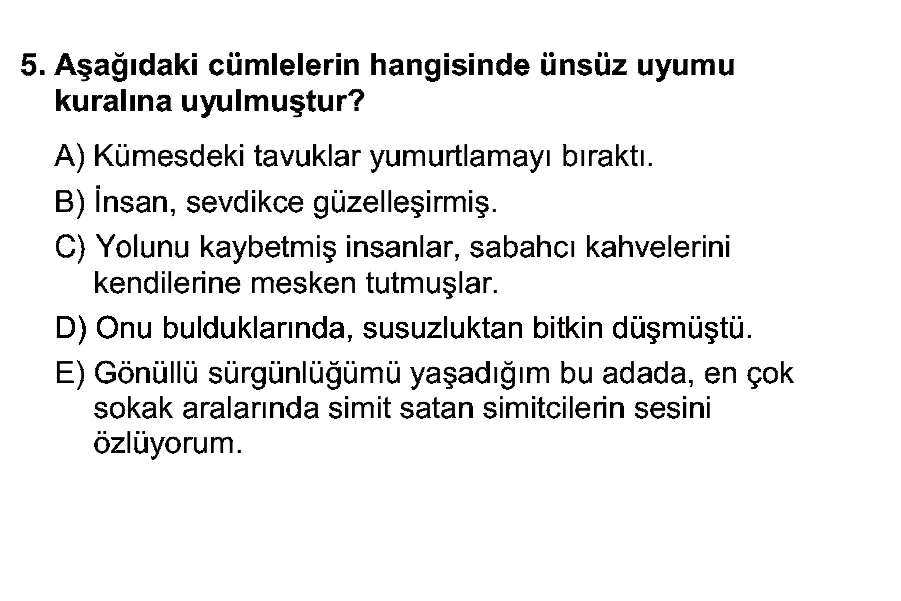 5. Aşağıdaki cümlelerin hangisinde ünsüz uyumu
kuralına uyulmuştur?
A) Kümesdeki tavuklar yumurtlamayı bıraktı.
B) İnsan, sevdikce güzelleşirmiş.
C) Yolunu kaybetmiş insanlar, sabahcı kahvelerini
kendilerine mesken tutmuşlar.
D) Onu bulduklarında, susuzluktan bitkin düşmüştü.
E) Gönüllü sürgünlüğümü yaşadığım bu adada, en çok
sokak aralarında simit satan simitcilerin sesini
özlüyorum.